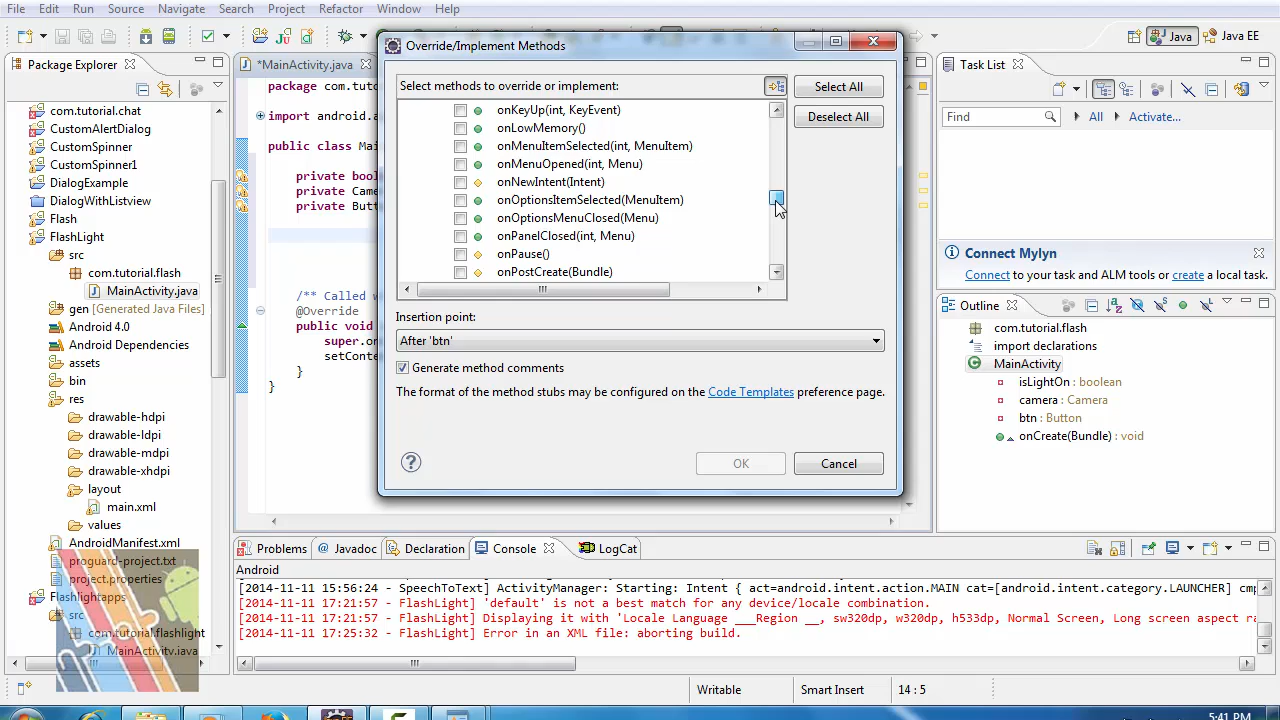 File Edit Run Source Navigate Search Project Refactor Window Help
Java
Java EE
Package Explorer
com.tutorial.chat
CustomAlertDialog
CustomSpinner
CustomSpinner1
DialogExample
DialogWithListview
Flash
FlashLight
src
com.tutorial.flash
MainActivity.java
gen [Generated Java Files]
Android 4.0
Android Dependencies
assets
bin
res
drawable-hdpi
drawable-ldpi
drawable-mdpi
drawable-xhdpi
layout
main.xml
values
AndroidManifest.xml
proguard-project.txt
project.properties
Flashlightapps
src
com.tutorial.flashlight
MainActivity.java
*MainActivity.java
package com.tuto
import android.a
public class Mai
private bool
private Came
private Butt
/** Called w
@Override
public void
super.on
setConte
}
}
Override/Implement Methods
Select methods to override or implement:
onKeyUp(int, KeyEvent)
onLowMemory()
onMenuItemSelected(int, MenuItem)
onMenuOpened(int, Menu)
onNewIntent(Intent)
onOptionsItemSelected(MenuItem)
onOptionsMenuClosed(Menu)
onPanelClosed(int, Menu)
onPause()
onPostCreate(Bundle)
Select All
Deselect All
Insertion point:
After 'btn'
Generate method comments
The format of the method stubs may be configured on the Code Templates preference page.
OK
Cancel
Task List
Find
All
Activate...
Connect Mylyn
Connect to your task and ALM tools or create a local task.
Outline
com.tutorial.flash
import declarations
MainActivity
isLightOn : boolean
camera : Camera
btn : Button
onCreate(Bundle) : void
Problems
Javadoc
Declaration
Console
LogCat
Android
[2014-11-11 15:56:24 - SpeechToText] ActivityManager: Starting: Intent { act=android.intent.action.MAIN cat=[android.intent.category.LAUNCHER] cmp
[2014-11-11 17:21:57 - FlashLight] 'default' is not a best match for any device/locale combination.
[2014-11-11 17:21:57 - FlashLight] Displaying it with 'Locale Language ___Region __, sw320dp, w320dp, h533dp, Normal Screen, Long screen aspect ra
[2014-11-11 17:25:32 - FlashLight] Error in an XML file: aborting build.
Writable
Smart Insert
14 : 5
5:41 PM